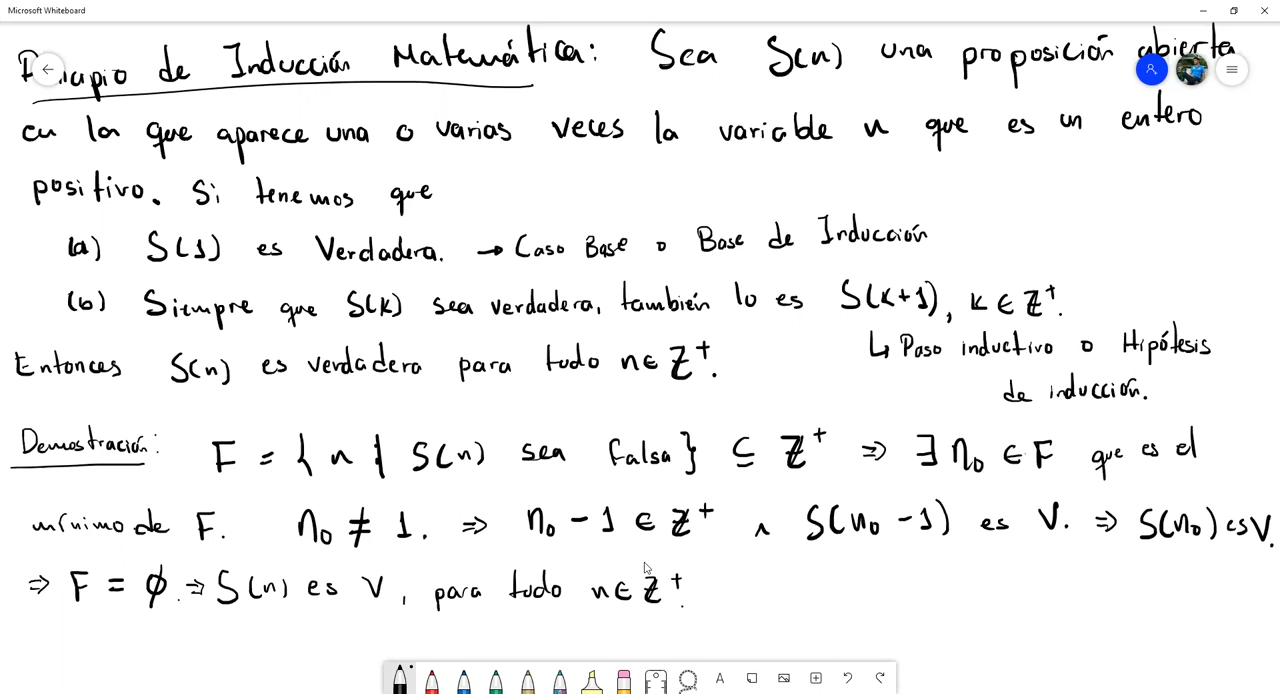 Microsoft Whiteboard
de Inducción Matemática: Sea S(n) una proposición abierta
en la que aparece una o varias veces la variable n que es un entero
positivo. Si tenemos que
(a) S(1) es Verdadera. → Caso Base o Base de Inducción
(b) Siempre que S(k) sea verdadera, también lo es S(k+1), k ∈ Z⁺.
↳ Paso inductivo o Hipótesis
de inducción.
Entonces S(n) es verdadera para todo n ∈ Z⁺.
Demostración: F = { n | S(n) sea falsa } ⊆ Z⁺ ⇒ ∃ n₀ ∈ F que es el
mínimo de F. n₀ ≠ 1. ⇒ n₀ - 1 ∈ Z⁺ ∧ S(n₀ - 1) es V. ⇒ S(n₀) es V.
⇒ F = ∅. ⇒ S(n) es V, para todo n ∈ Z⁺.
A